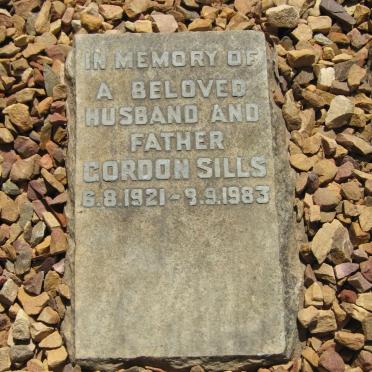 IN MEMORY OF
A BELOVED
HUSBAND AND
FATHER
GORDON SILLS
6.8.1921 - 9.9.1983